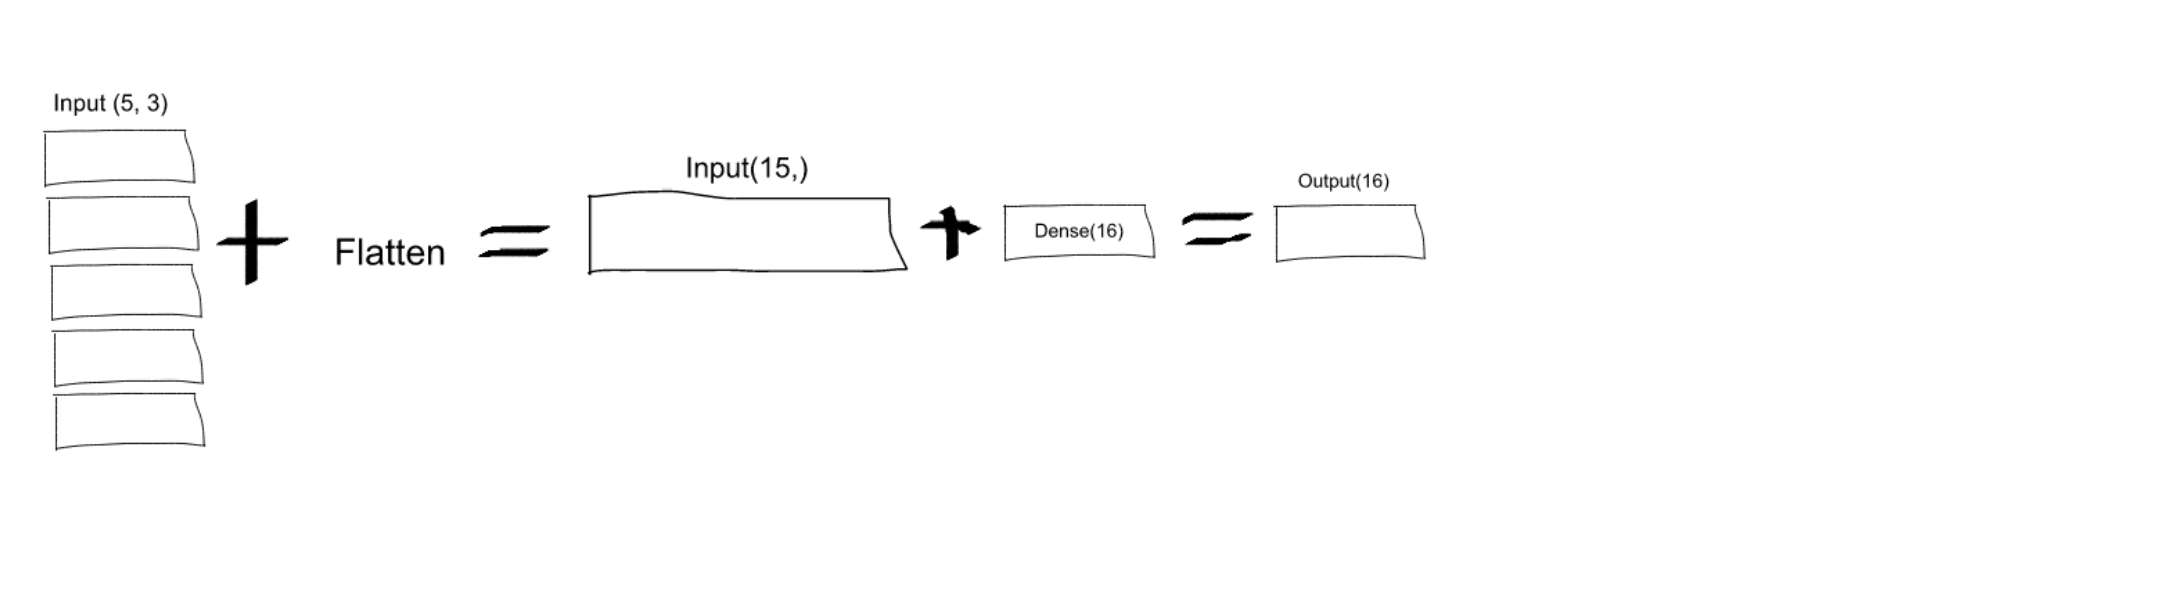 Input (5, 3)
Flatten
Input(15,)
Dense(16)
Output(16)